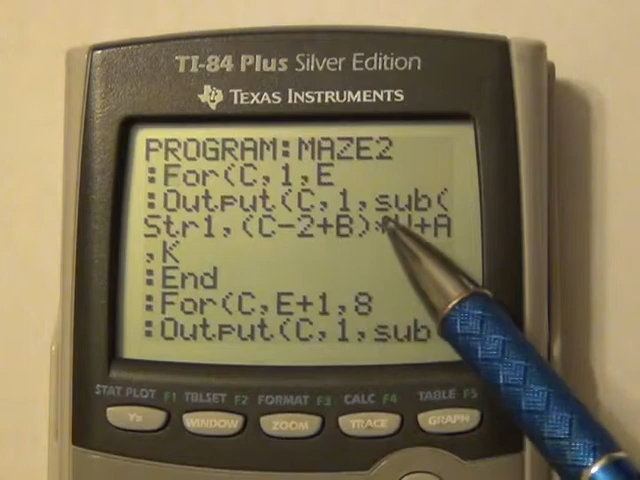 TI-84 Plus Silver Edition
TEXAS INSTRUMENTS
PROGRAM:MAZE2
:For(C,1,E
:Output(C,1,sub(
Str1,(C-2+B)*W+A
,K
:End
:For(C,E+1,8
:Output(C,1,sub
STAT PLOT F1 TBLSET F2 FORMAT F3 CALC F4 TABLE F5
Y= WINDOW ZOOM TRACE GRAPH